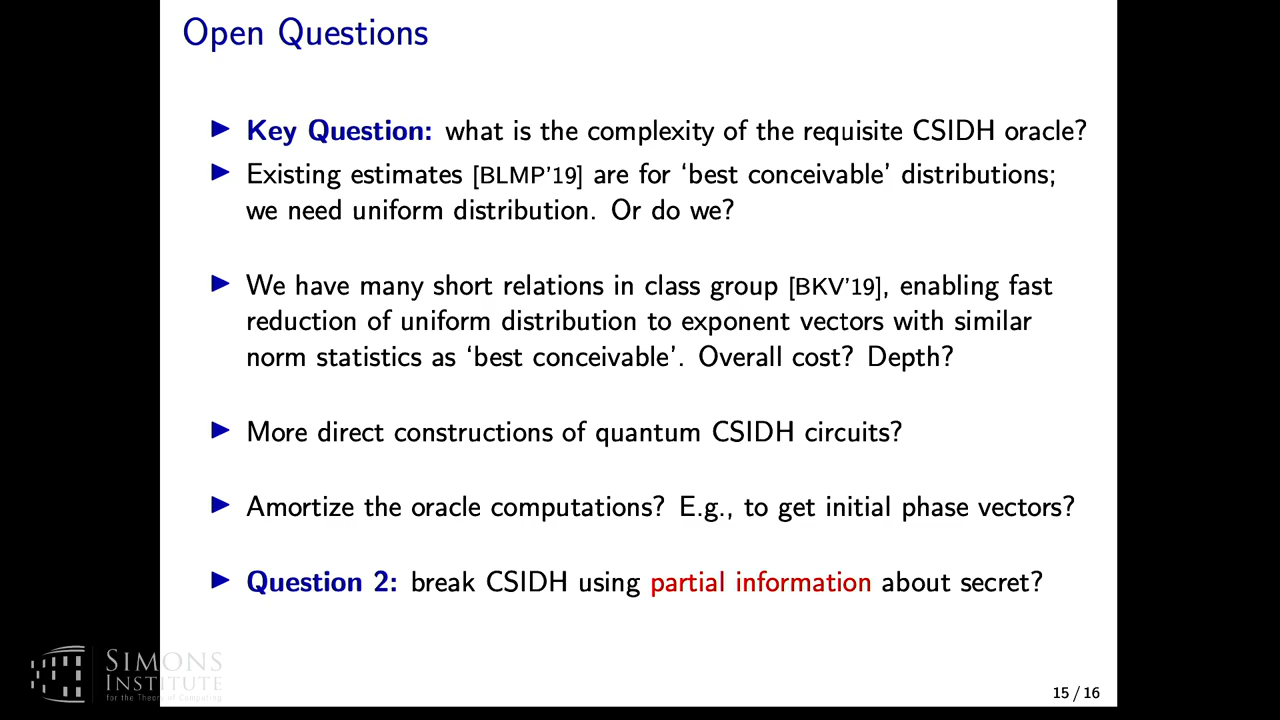 Open Questions
▶ Key Question: what is the complexity of the requisite CSIDH oracle?
▶ Existing estimates [BLMP'19] are for ‘best conceivable’ distributions;
we need uniform distribution. Or do we?
▶ We have many short relations in class group [BKV'19], enabling fast
reduction of uniform distribution to exponent vectors with similar
norm statistics as ‘best conceivable’. Overall cost? Depth?
▶ More direct constructions of quantum CSIDH circuits?
▶ Amortize the oracle computations? E.g., to get initial phase vectors?
▶ Question 2: break CSIDH using partial information about secret?
SIMONS
INSTITUTE
for the Theory of Computing
15 / 16